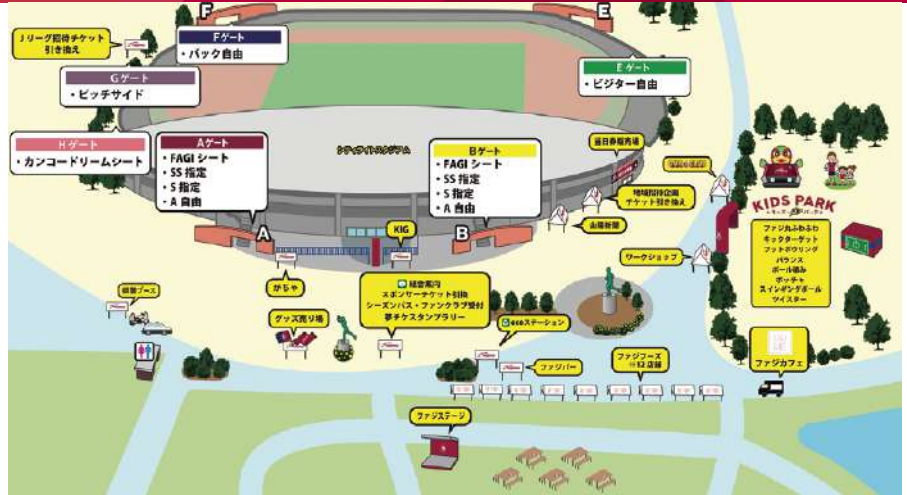 F
E
Jリーグ招待チケット
引き換え
Fゲート
・バック自由
Gゲート
・ピッチサイド
Eゲート
・ビジター自由
Hゲート
・カンコードリームシート
Aゲート
・FAGIシート
・SS指定
・S指定
・A自由
シティライトスタジアム
Bゲート
・FAGIシート
・SS指定
・S指定
・A自由
当日券販売場
地域招待企画
チケット引き換え
山陽新聞
KIDS PARK
ファジ丸ふわふわ
キックターゲット
フットボウリング
バランス
ボール積み
ボッチャ
スイングボール
ツイスター
A
B
KIG
がちゃ
ワークショップ
総合案内
スポンサーチケット引換
シーズンパス・ファンクラブ受付
夢チケスタンプラリー
グッズ売り場
ecoステーション
ファジバー
ファジフーズ
ファジカフェ
ファジステージ